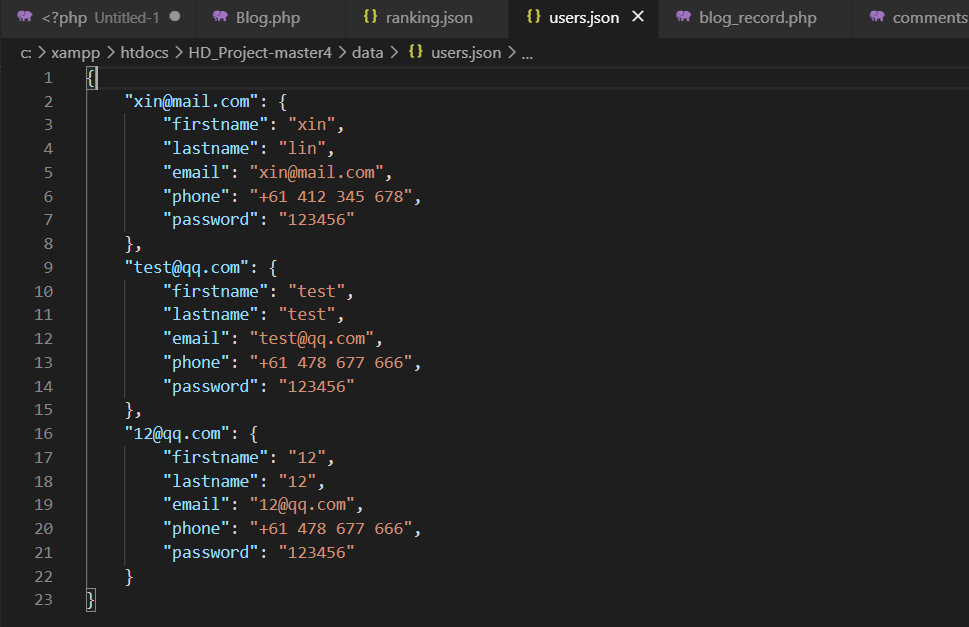 <?php Untitled-1 Blog.php ranking.json users.json blog_record.php comments
c: > xampp > htdocs > HD_Project-master4 > data > {} users.json > ...
1 {
2 "xin@mail.com": {
3 "firstname": "xin",
4 "lastname": "lin",
5 "email": "xin@mail.com",
6 "phone": "+61 412 345 678",
7 "password": "123456"
8 },
9 "test@qq.com": {
10 "firstname": "test",
11 "lastname": "test",
12 "email": "test@qq.com",
13 "phone": "+61 478 677 666",
14 "password": "123456"
15 },
16 "12@qq.com": {
17 "firstname": "12",
18 "lastname": "12",
19 "email": "12@qq.com",
20 "phone": "+61 478 677 666",
21 "password": "123456"
22 }
23 }